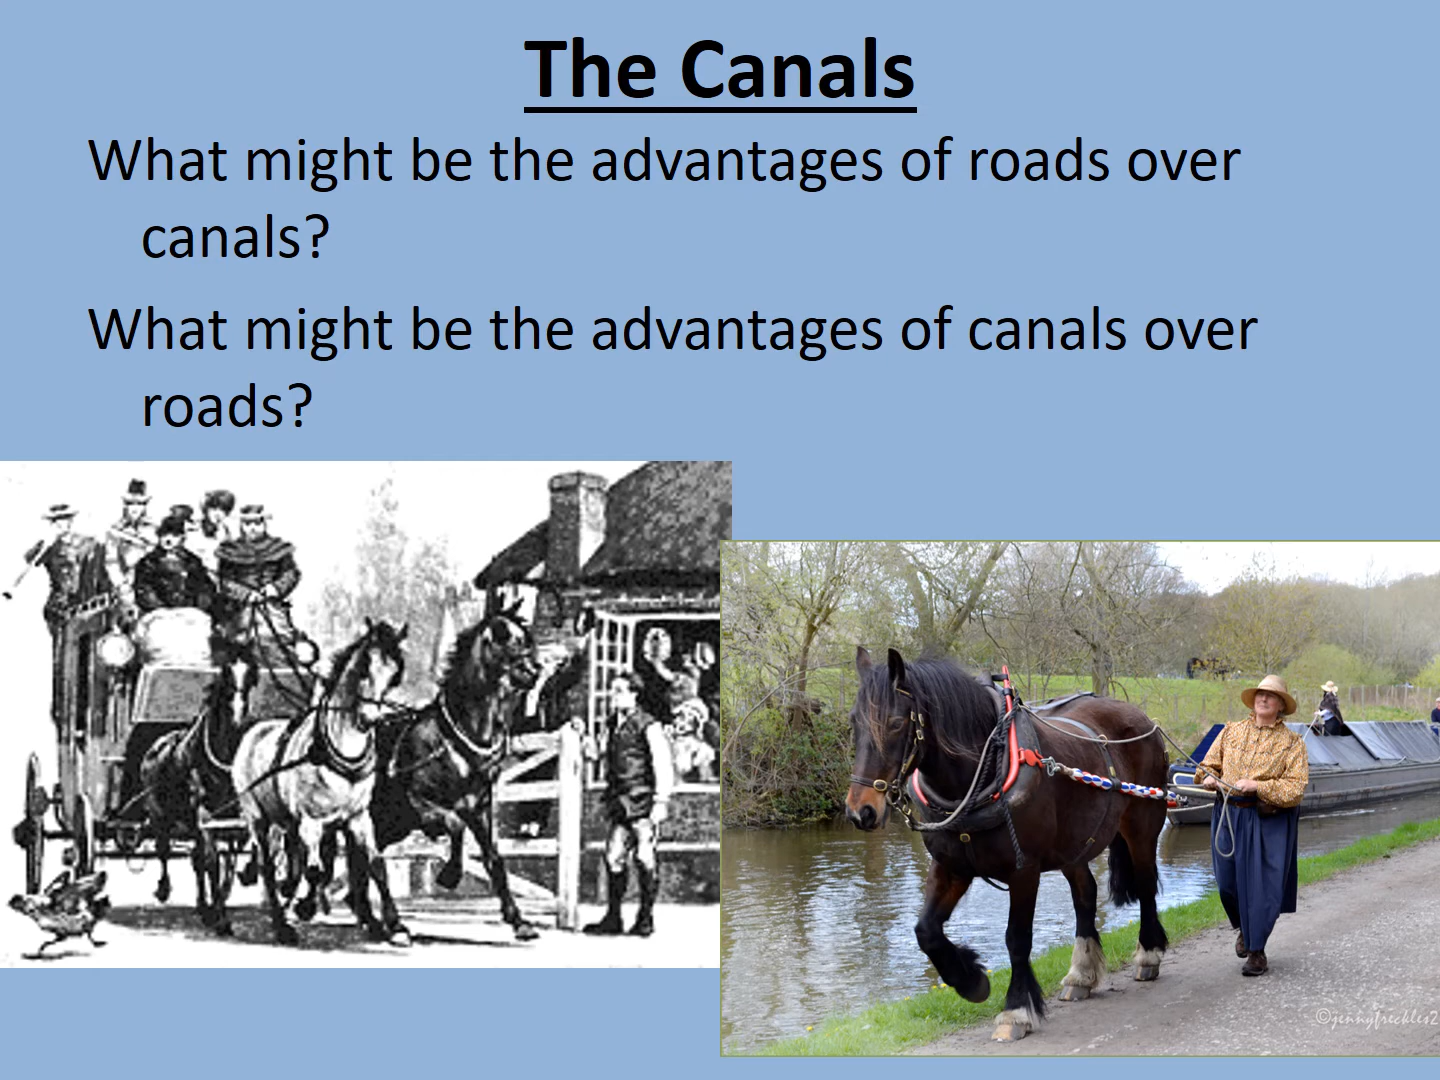 The Canals
What might be the advantages of roads over
canals?
What might be the advantages of canals over
roads?
©jennyfreckles2